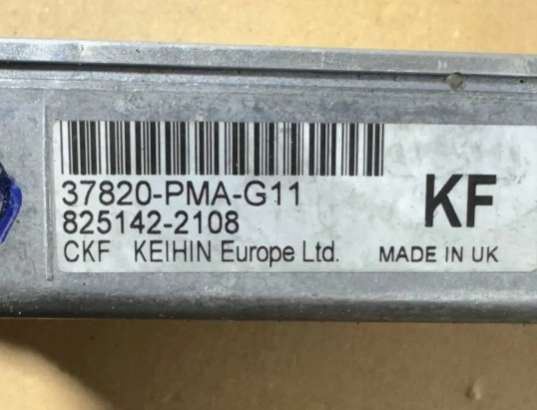 37820-PMA-G11
825142-2108
KF
CKF KEIHIN Europe Ltd. MADE IN UK